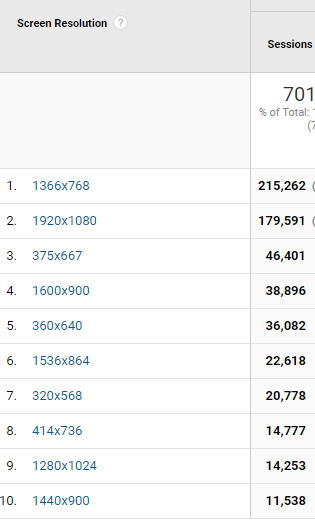 Screen Resolution ?
Sessions
701
% of Total: 1
(7
1. 1366x768 215,262 (
2. 1920x1080 179,591 (
3. 375x667 46,401
4. 1600x900 38,896
5. 360x640 36,082
6. 1536x864 22,618
7. 320x568 20,778
8. 414x736 14,777
9. 1280x1024 14,253
10. 1440x900 11,538